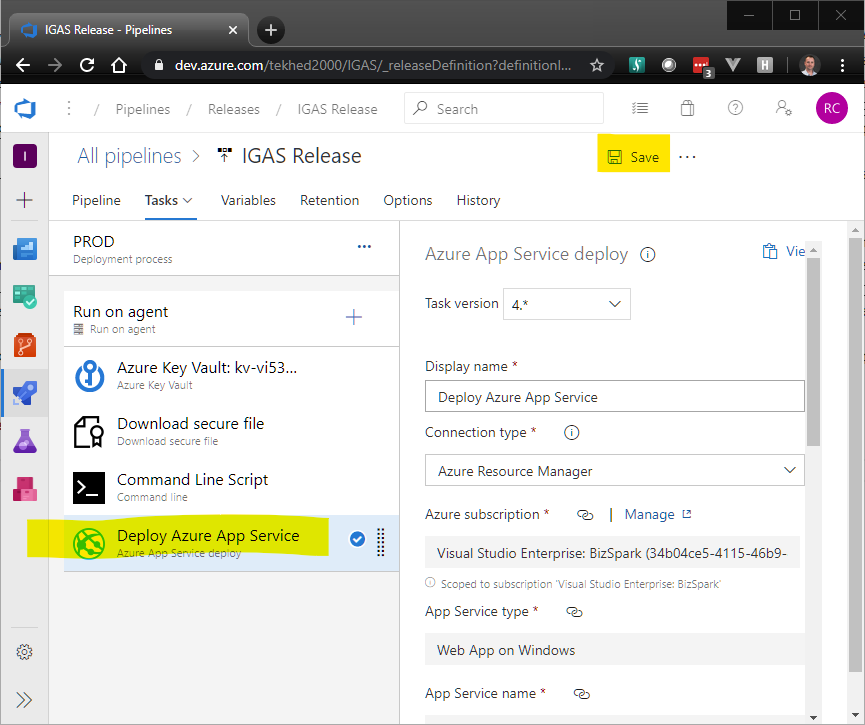 IGAS Release - Pipelines
dev.azure.com/tekhed2000/IGAS/_releaseDefinition?definitionI...
3
H
/ Pipelines / Releases / IGAS Release
Search
RC
I
All pipelines
IGAS Release
Save
Pipeline
Tasks
Variables
Retention
Options
History
PROD
Deployment process
Run on agent
Run on agent
Azure Key Vault: kv-vi53...
Azure Key Vault
Download secure file
Download secure file
Command Line Script
Command line
Deploy Azure App Service
Azure App Service deploy
Azure App Service deploy
Vie
Task version
4.*
Display name *
Deploy Azure App Service
Connection type *
Azure Resource Manager
Azure subscription * | Manage
Visual Studio Enterprise: BizSpark (34b04ce5-4115-46b9-
Scoped to subscription 'Visual Studio Enterprise: BizSpark'
App Service type *
Web App on Windows
App Service name *